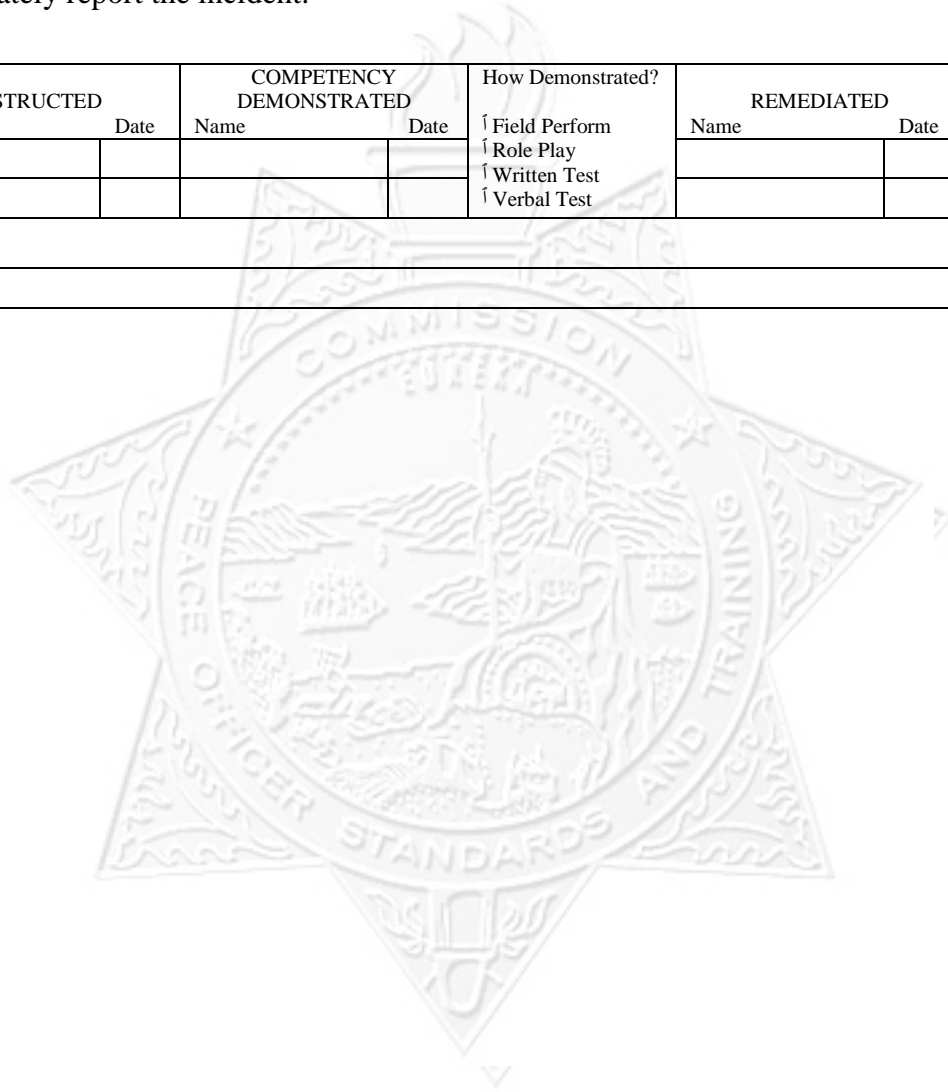 ately report the incident.
STRUCTED
Date
COMPETENCY
DEMONSTRATED
Name Date
How Demonstrated?
Field Perform
Role Play
Written Test
Verbal Test
REMEDIATED
Name Date
COMMISSION
EUREKA
PEACE OFFICER STANDARDS AND TRAINING